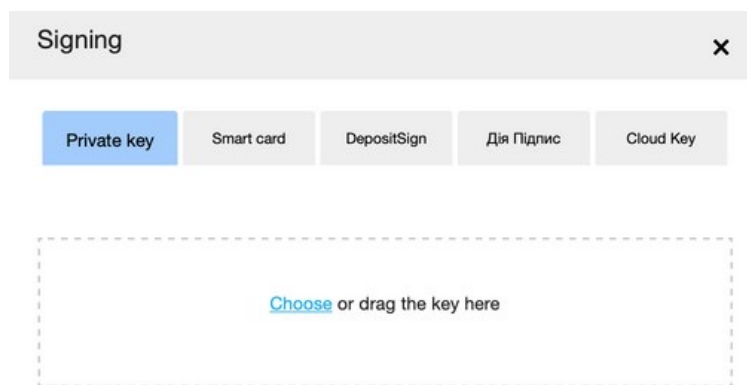 Signing
Private key Smart card DepositSign Дія Підпис Cloud Key
Choose or drag the key here